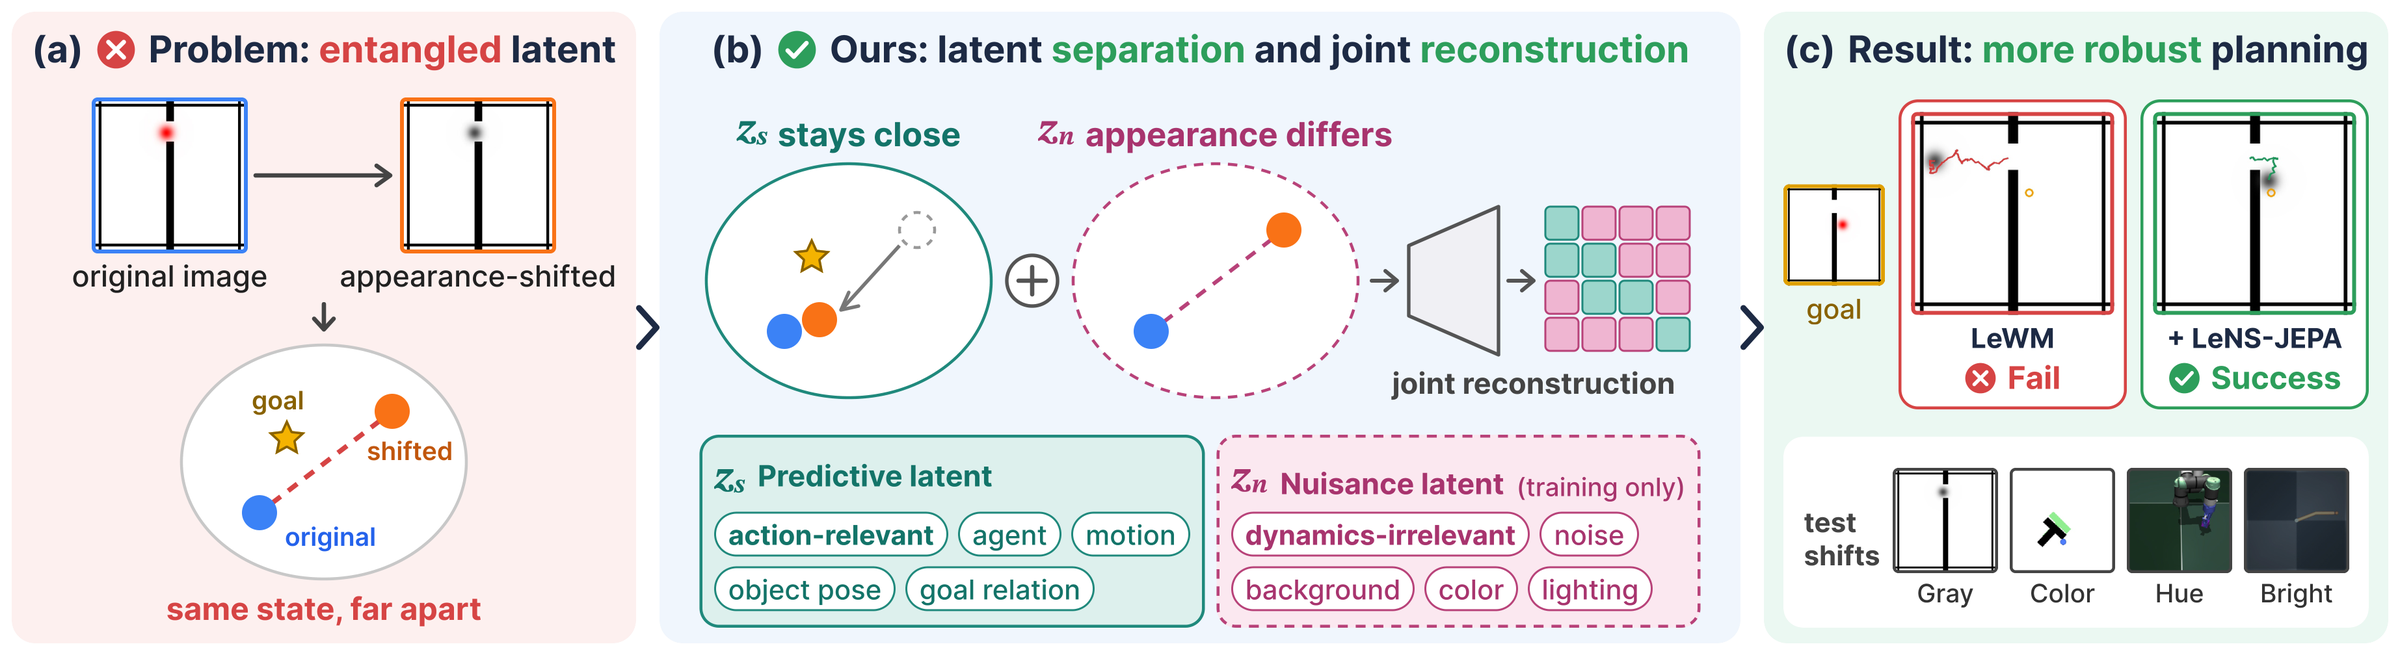 (a) Problem: entangled latent
original image
appearance-shifted
goal
shifted
original
same state, far apart
(b) Ours: latent separation and joint reconstruction
zs stays close
zn appearance differs
joint reconstruction
zs Predictive latent
action-relevant agent motion
object pose goal relation
zn Nuisance latent (training only)
dynamics-irrelevant noise
background color lighting
(c) Result: more robust planning
goal
LeWM
Fail
+ LeNS-JEPA
Success
test
shifts
Gray
Color
Hue
Bright